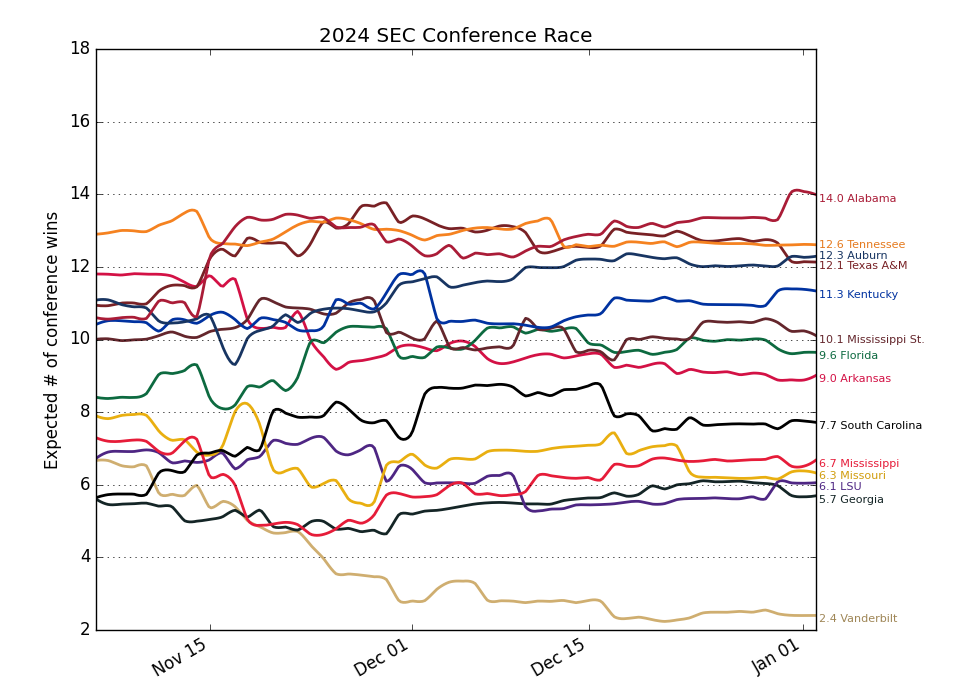 2024 SEC Conference Race
Expected # of conference wins
18
16
14
12
10
8
6
4
2
Nov 15
Dec 01
Dec 15
Jan 01
14.0 Alabama
12.6 Tennessee
12.3 Auburn
12.1 Texas A&M
11.3 Kentucky
10.1 Mississippi St.
9.6 Florida
9.0 Arkansas
7.7 South Carolina
6.7 Mississippi
6.3 Missouri
6.1 LSU
5.7 Georgia
2.4 Vanderbilt